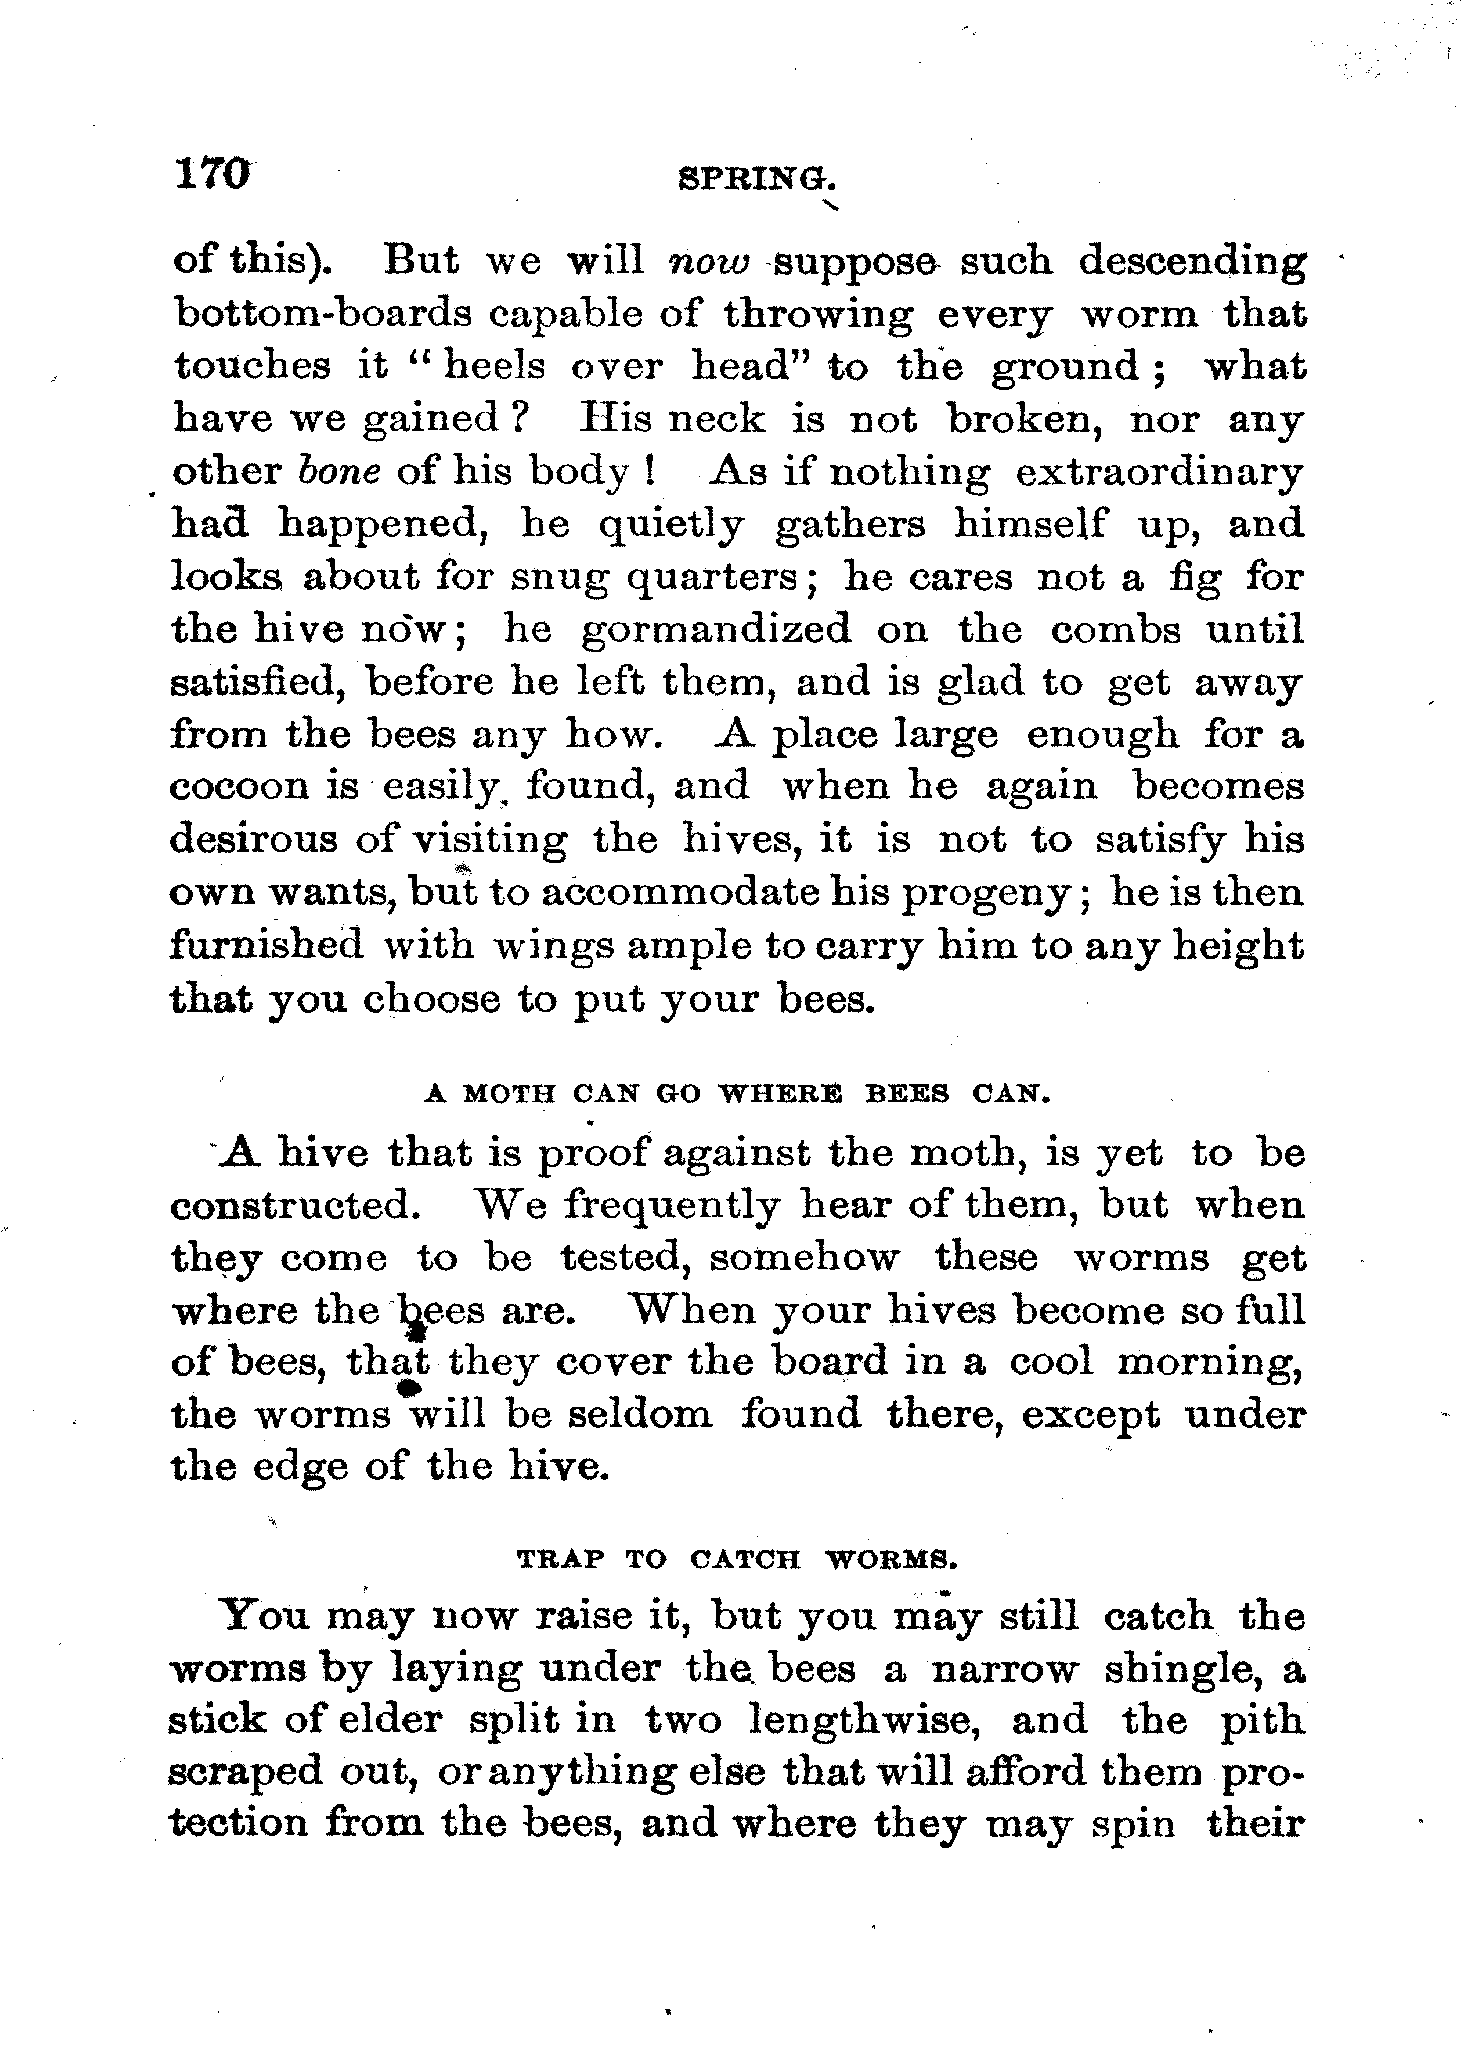 170 SPRING.
of this). But we will now suppose such descending
bottom-boards capable of throwing every worm that
touches it “heels over head” to the ground; what
have we gained? His neck is not broken, nor any
other bone of his body! As if nothing extraordinary
had happened, he quietly gathers himself up, and
looks about for snug quarters; he cares not a fig for
the hive now; he gormandized on the combs until
satisfied, before he left them, and is glad to get away
from the bees any how. A place large enough for a
cocoon is easily found, and when he again becomes
desirous of visiting the hives, it is not to satisfy his
own wants, but to accommodate his progeny; he is then
furnished with wings ample to carry him to any height
that you choose to put your bees.
A MOTH CAN GO WHERE BEES CAN.
A hive that is proof against the moth, is yet to be
constructed. We frequently hear of them, but when
they come to be tested, somehow these worms get
where the bees are. When your hives become so full
of bees, that they cover the board in a cool morning,
the worms will be seldom found there, except under
the edge of the hive.
TRAP TO CATCH WORMS.
You may now raise it, but you may still catch the
worms by laying under the bees a narrow shingle, a
stick of elder split in two lengthwise, and the pith
scraped out, or anything else that will afford them pro-
tection from the bees, and where they may spin their